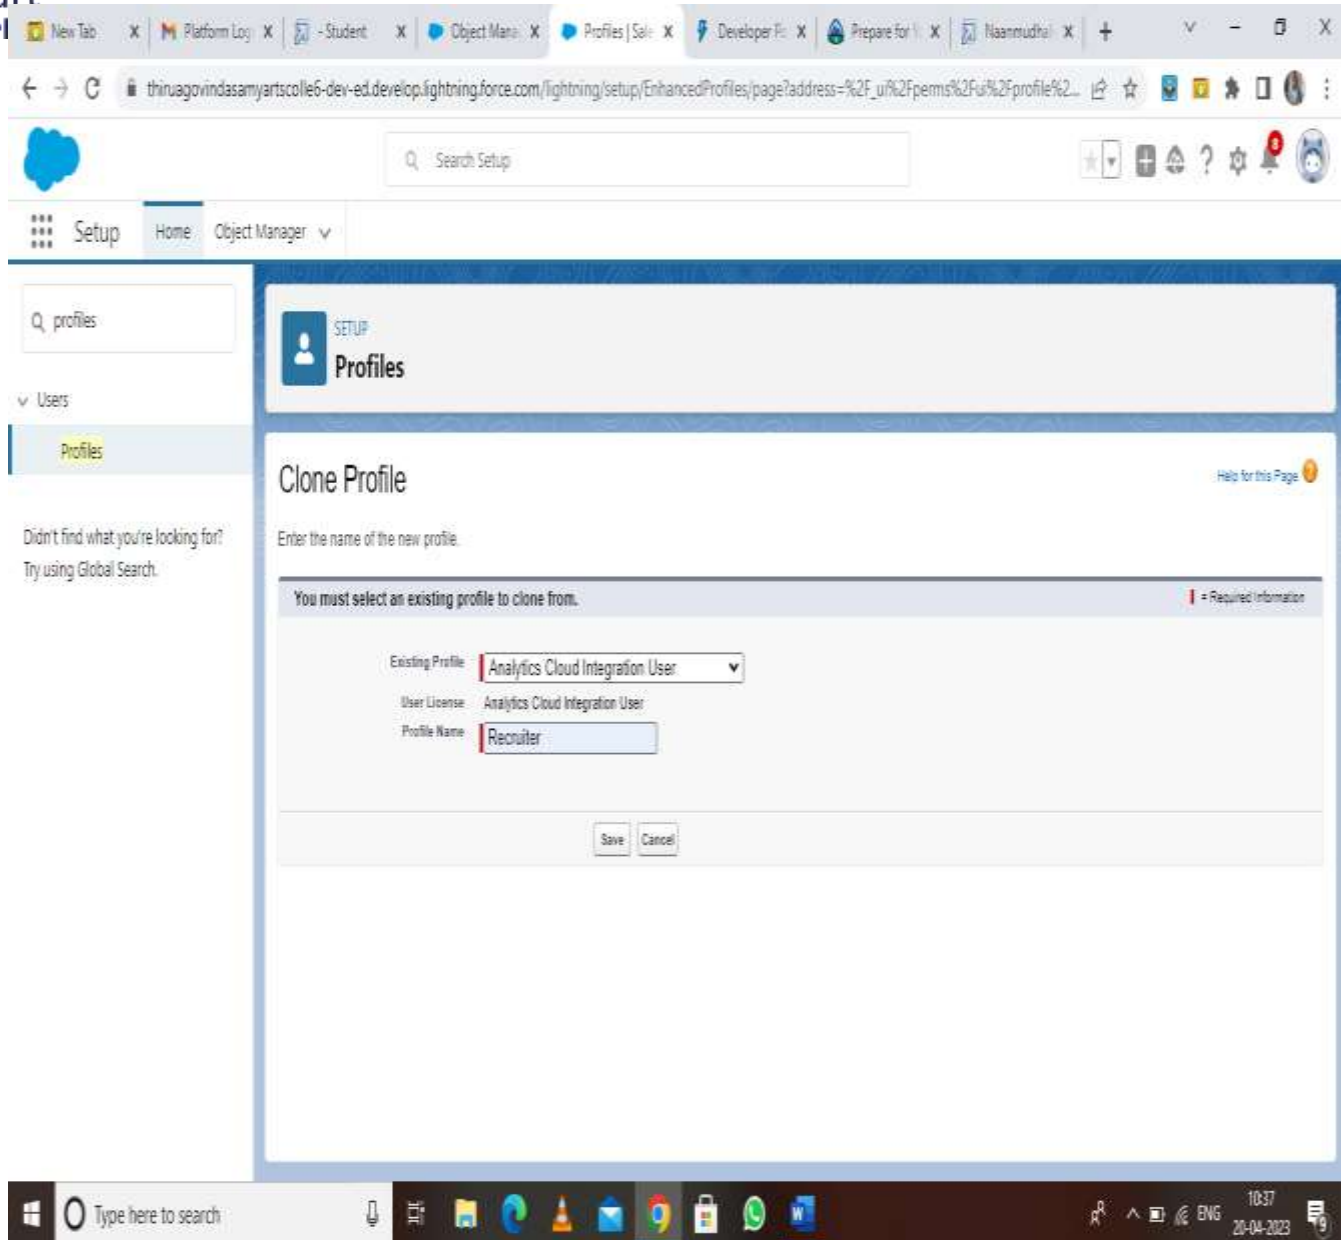 New Tab
Platform Log
- Student
Object Mana
Profiles | Sale
Developer
Prepare for
Naanmudhal
thiruagovindasamyartscolle6-dev-ed.develop.lightning.force.com/lightning/setup/EnhancedProfiles/page?address=%2F_ui%2Fperms%2Fui%2Fprofile%2...
Search Setup
8
Setup
Home
Object Manager
profiles
SETUP
Profiles
Users
Profiles
Clone Profile
Help for this Page
Didn't find what you're looking for?
Try using Global Search.
Enter the name of the new profile.
You must select an existing profile to clone from.
= Required Information
Existing Profile
Analytics Cloud Integration User
User License
Analytics Cloud Integration User
Profile Name
Recruiter
Save
Cancel
Type here to search
ENG
10:37
20-04-2023
9